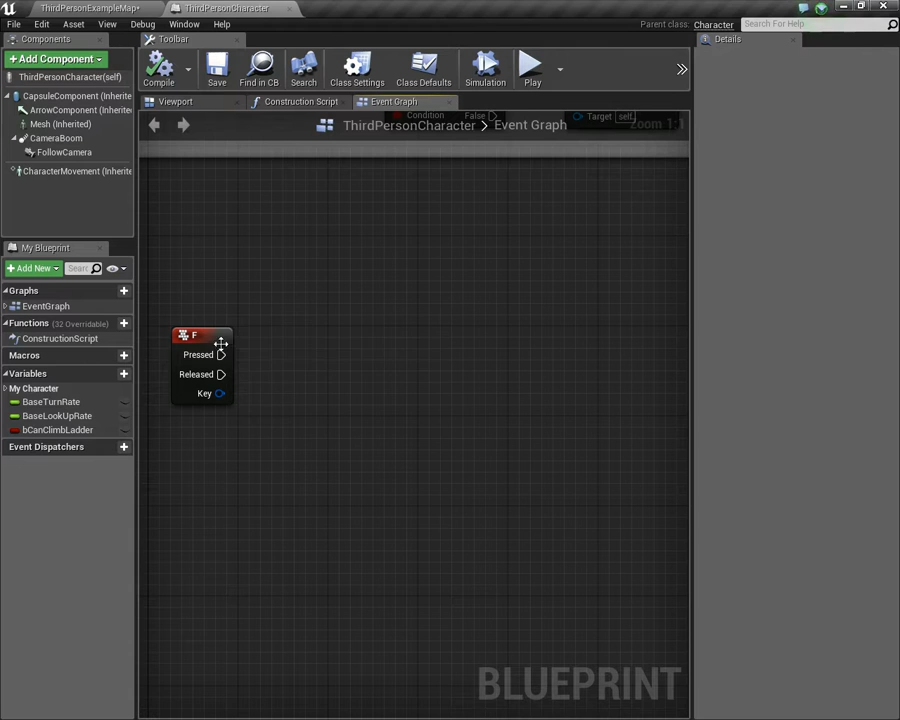 ThirdPersonExampleMap*
ThirdPersonCharacter
File Edit Asset View Debug Window Help
Parent class: Character
Search For Help
Components
Toolbar
Details
+Add Component
Compile
Save
Find in CB
Search
Class Settings
Class Defaults
Simulation
Play
ThirdPersonCharacter(self)
CapsuleComponent (Inherite
ArrowComponent (Inherite
Mesh (Inherited)
CameraBoom
FollowCamera
CharacterMovement (Inherite
Viewport
Construction Script
Event Graph
Condition False
Target self
ThirdPersonCharacter > Event Graph
Zoom 1:1
My Blueprint
+Add New
Searc
Graphs
EventGraph
Functions (32 Overridable)
ConstructionScript
Macros
Variables
My Character
BaseTurnRate
BaseLookUpRate
bCanClimbLadder
Event Dispatchers
F
Pressed
Released
Key
BLUEPRINT